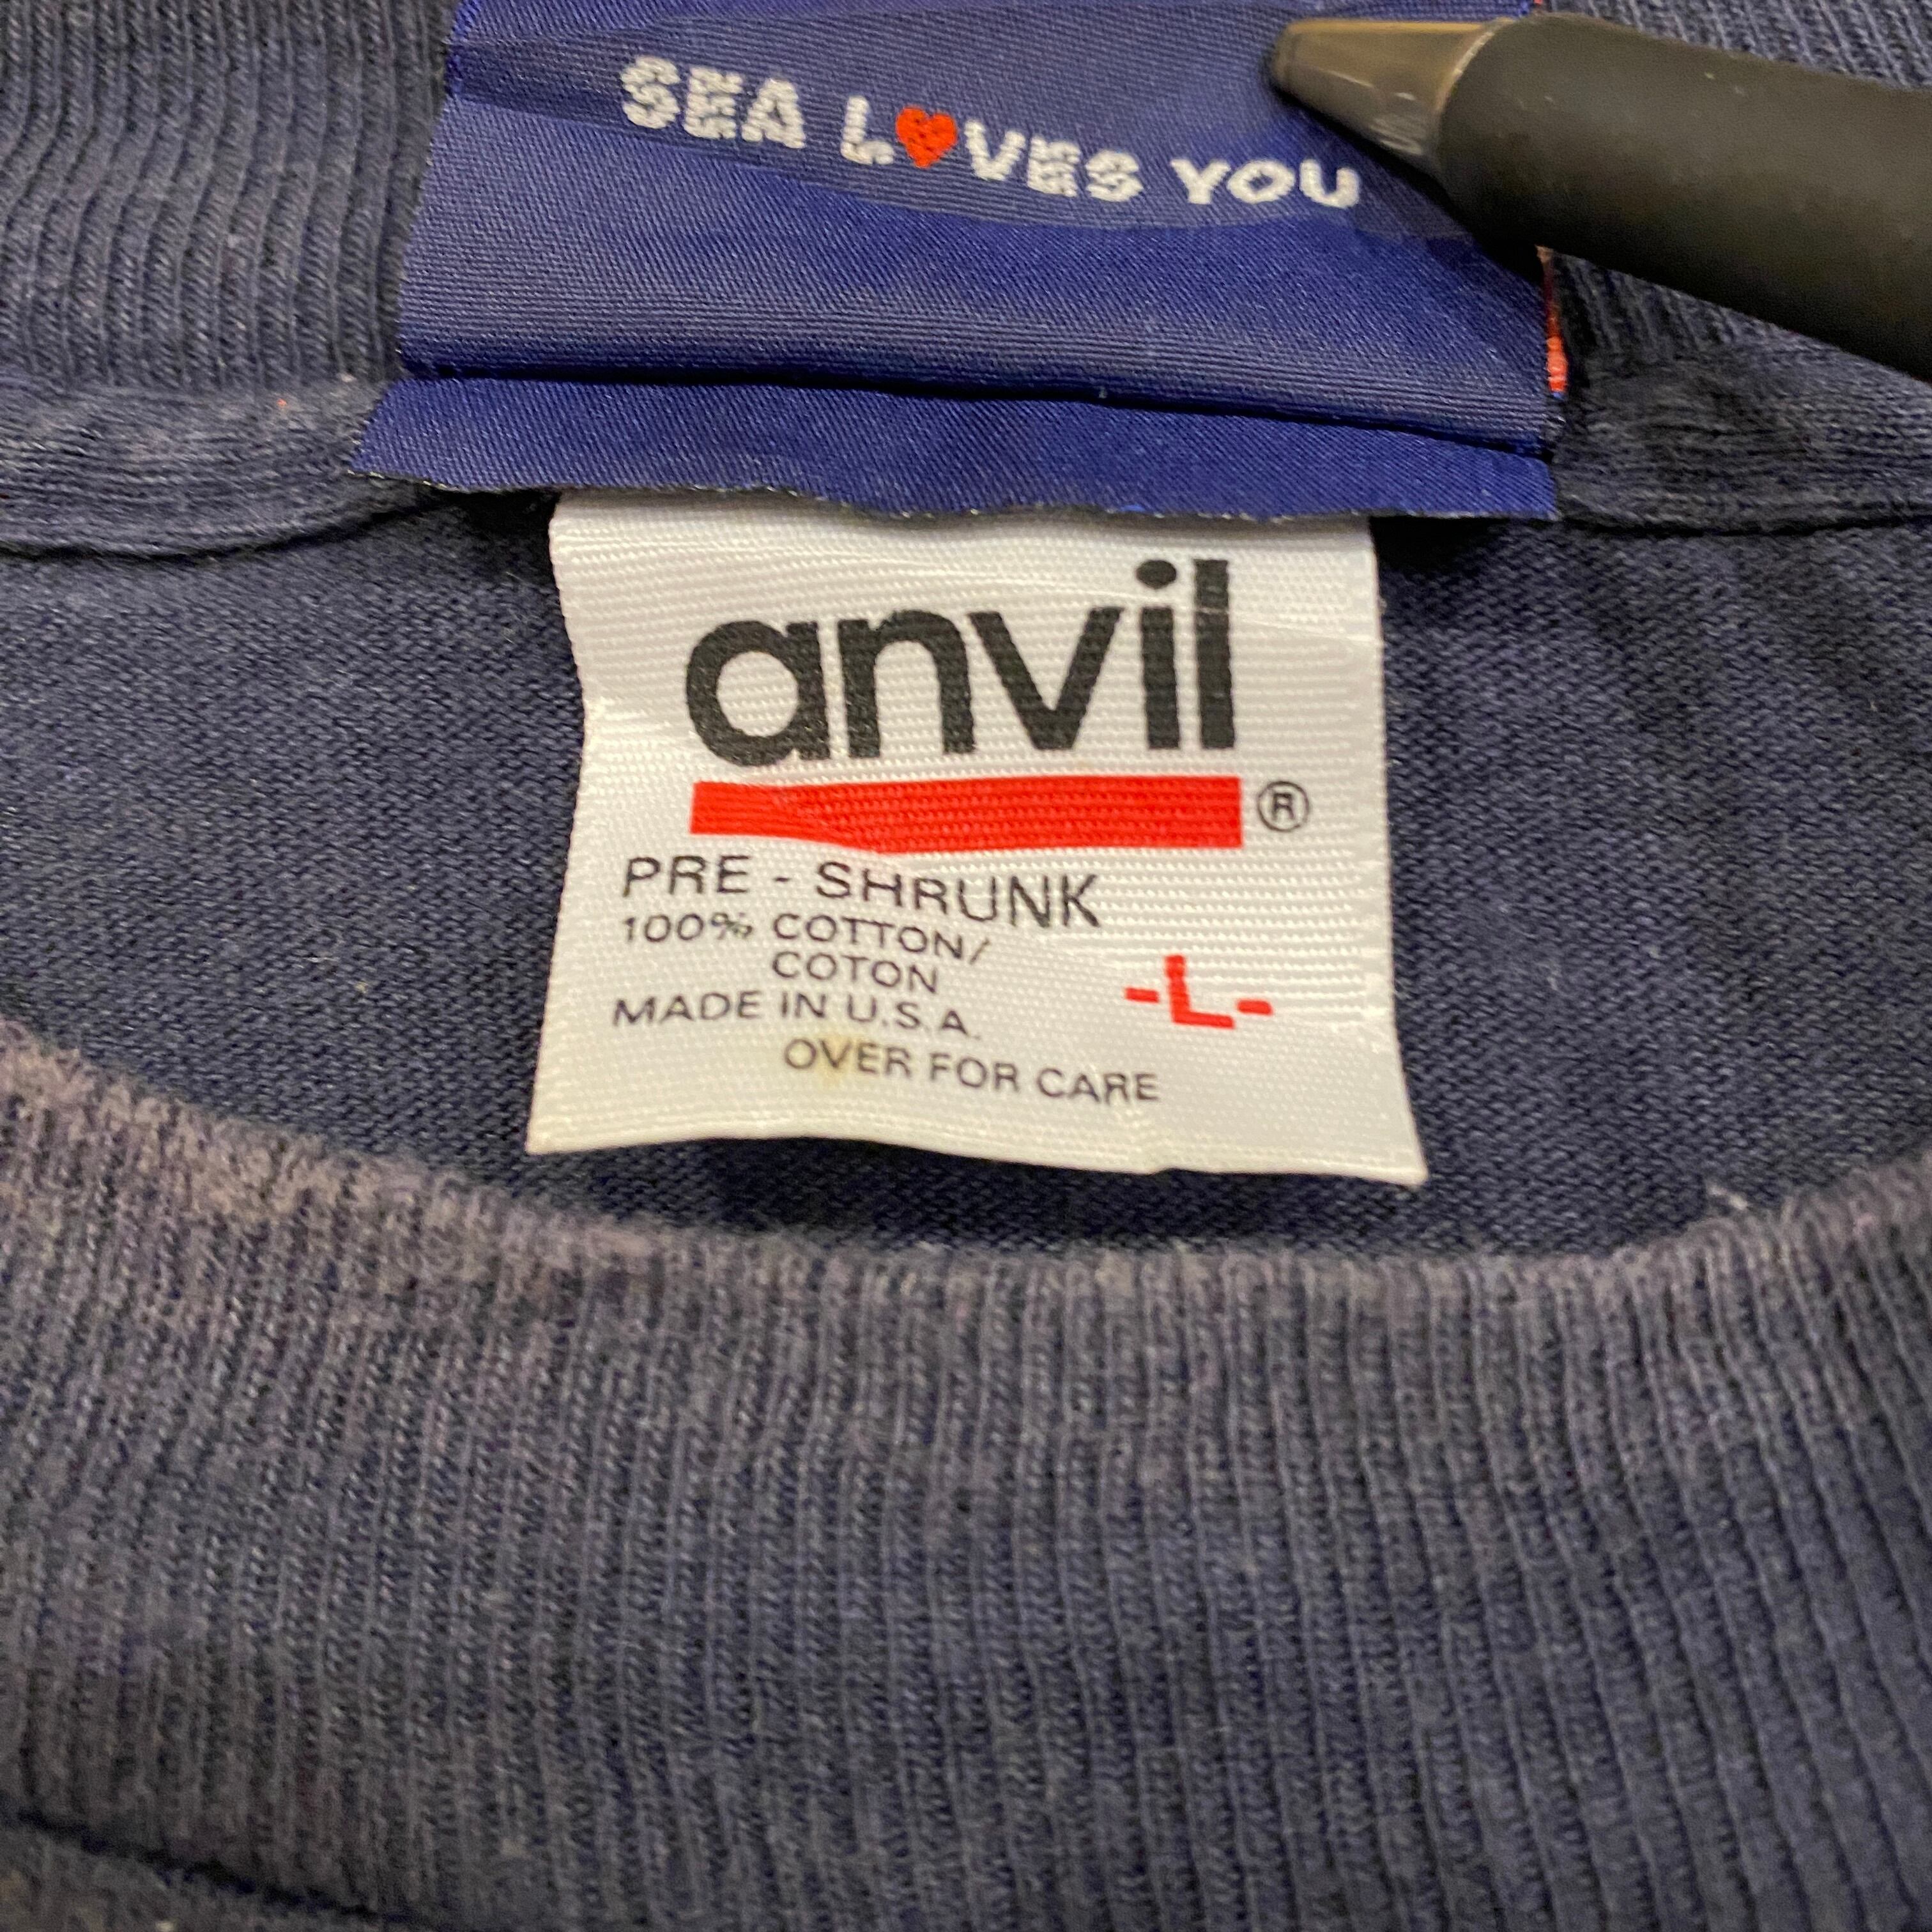 SEA L♥VES YOU
anvil
®
PRE - SHRUNK
100% COTTON/
COTON
-L-
MADE IN U.S.A.
OVER FOR CARE